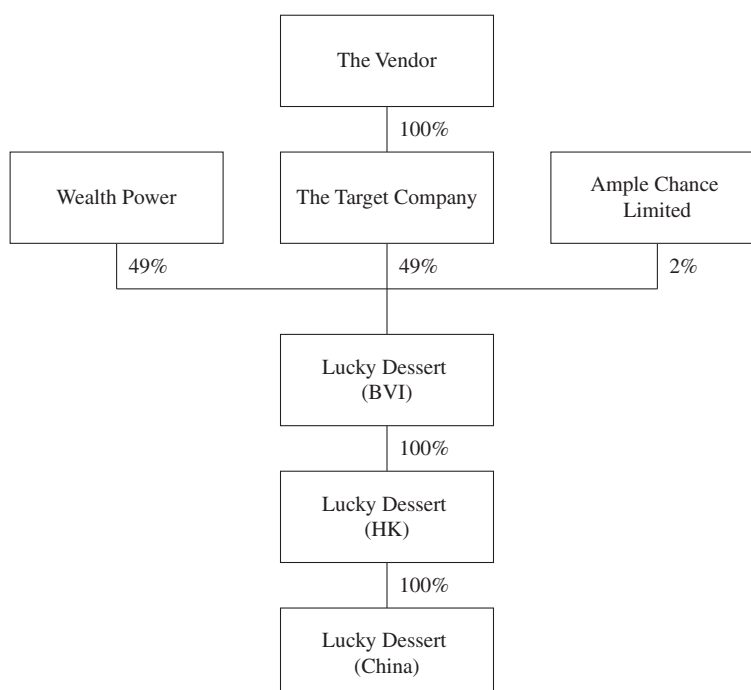 The Vendor
100%
Wealth Power
The Target Company
Ample Chance
Limited
49%
49%
2%
Lucky Dessert
(BVI)
100%
Lucky Dessert
(HK)
100%
Lucky Dessert
(China)